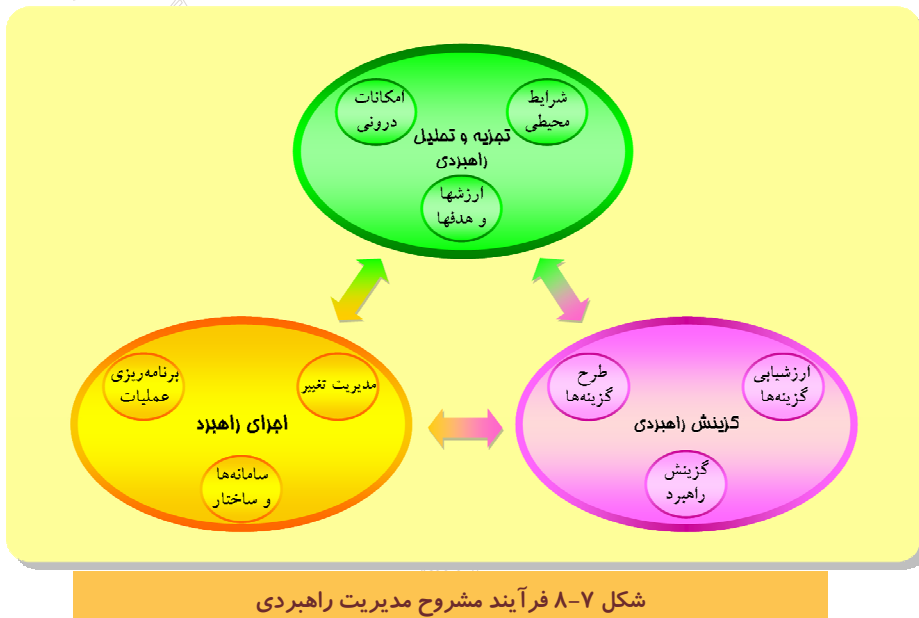 شرایط
محیطی
امکانات
درونی
تجزیه و تحلیل
راهبردی
ارزشها
و هدفها
ارزشیابی
گزینه‌ها
طرح
گزینه‌ها
گزینش راهبردی
گزینش
راهبرد
مدیریت تغییر
برنامه‌ریزی
عملیات
اجرای راهبرد
سامانه‌ها
و ساختار
شکل ۷-۸ فرآیند مشروح مدیریت راهبردی